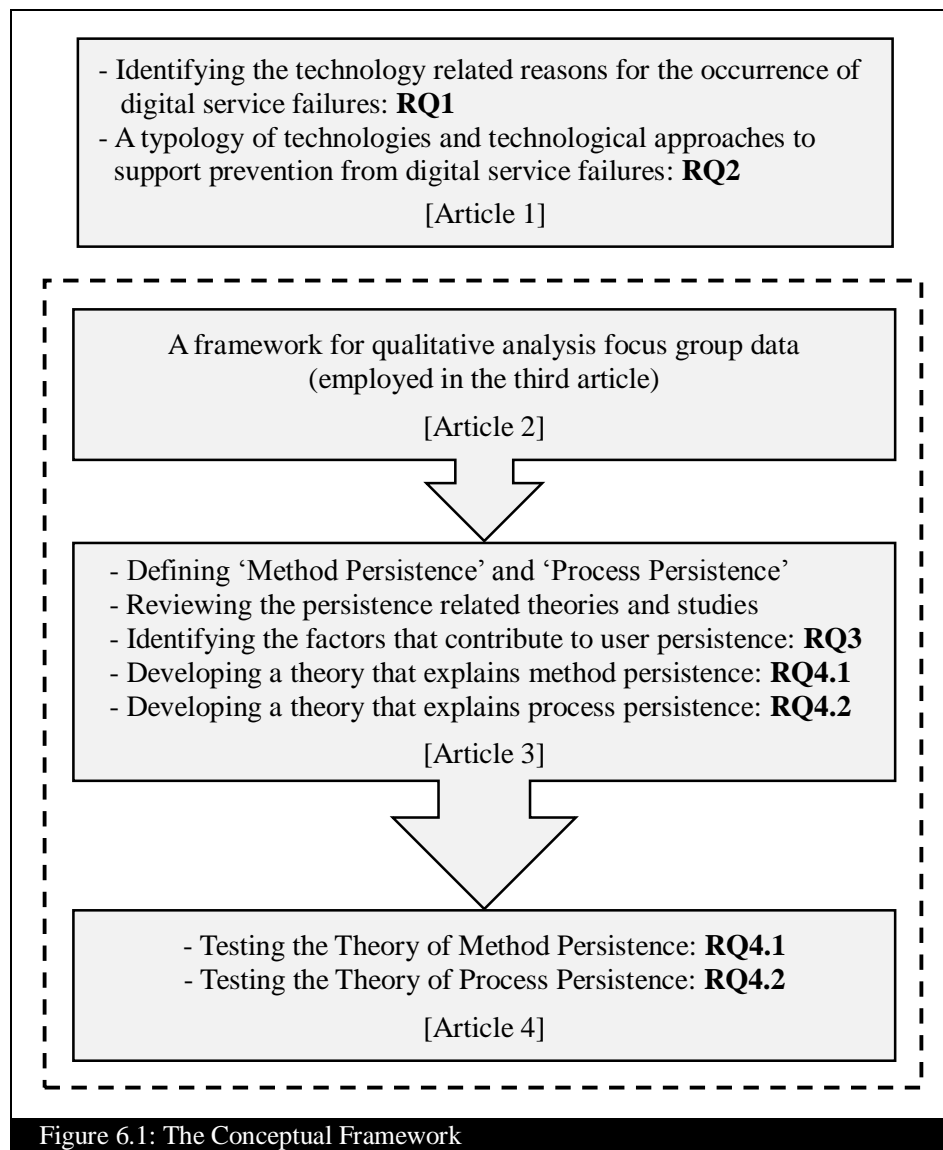 - Identifying the technology related reasons for the occurrence of
digital service failures: RQ1
- A typology of technologies and technological approaches to
support prevention from digital service failures: RQ2
[Article 1]
A framework for qualitative analysis focus group data
(employed in the third article)
[Article 2]
- Defining ‘Method Persistence’ and ‘Process Persistence’
- Reviewing the persistence related theories and studies
- Identifying the factors that contribute to user persistence: RQ3
- Developing a theory that explains method persistence: RQ4.1
- Developing a theory that explains process persistence: RQ4.2
[Article 3]
- Testing the Theory of Method Persistence: RQ4.1
- Testing the Theory of Process Persistence: RQ4.2
[Article 4]
Figure 6.1: The Conceptual Framework